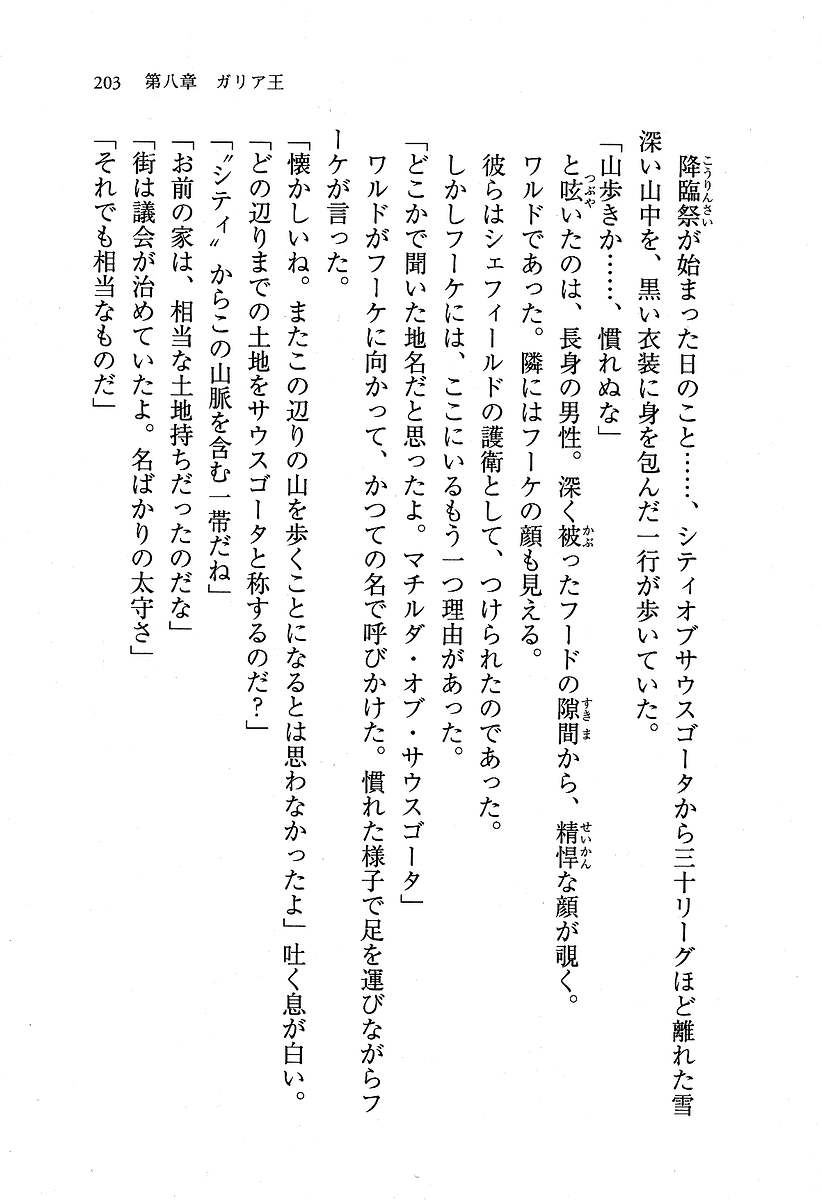 203　第八章　ガリア王
降臨祭が始まった日のこと……、シティオブサウスゴータから三十リーグほど離れた雪
深い山中を、黒い衣装に身を包んだ一行が歩いていた。
「山歩きか……、慣れぬな」
と呟いたのは、長身の男性。深く被ったフードの隙間から、精悍な顔が覗く。
ワルドであった。隣にはフーケの顔も見える。
彼らはシェフィールドの護衛として、つけられたのであった。
しかしフーケには、ここにいるもう一つ理由があった。
「どこかで聞いた地名だと思ったよ。マチルダ・オブ・サウスゴータ」
ワルドがフーケに向かって、かつての名で呼びかけた。慣れた様子で足を運びながらフ
ーケが言った。
「懐かしいね。またこの辺りの山を歩くことになるとは思わなかったよ」吐く息が白い。
「どの辺りまでの土地をサウスゴータと称するのだ？」
「〝シティ〟からこの山脈を含む一帯だね」
「お前の家は、相当な土地持ちだったのだな」
「街は議会が治めていたよ。名ばかりの太守さ」
「それでも相当なものだ」